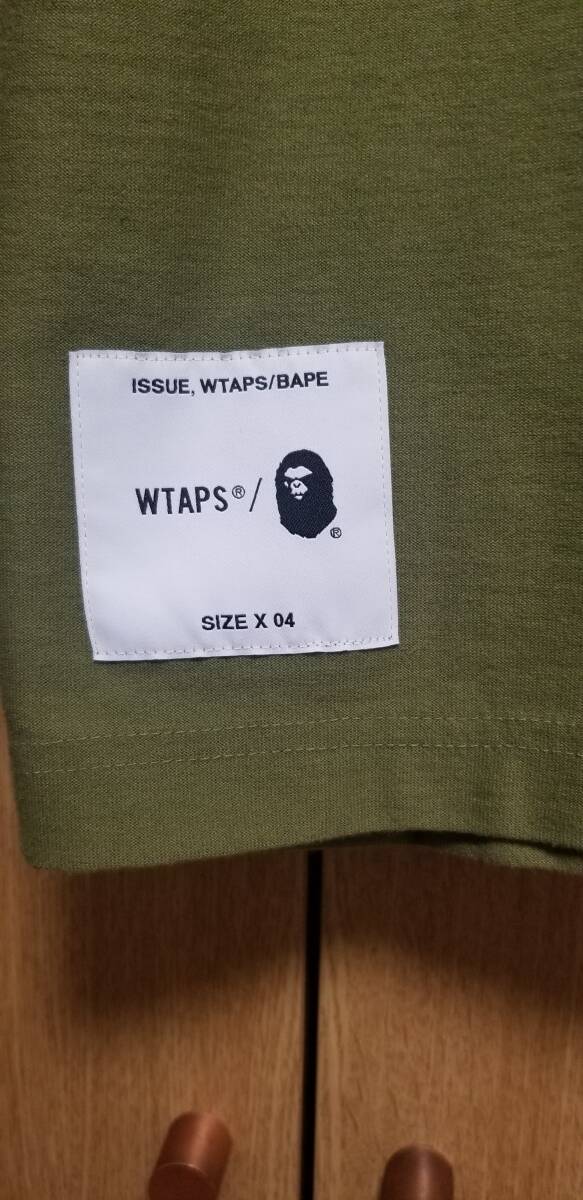 ISSUE, WTAPS/BAPE
WTAPS® / ®
SIZE X 04